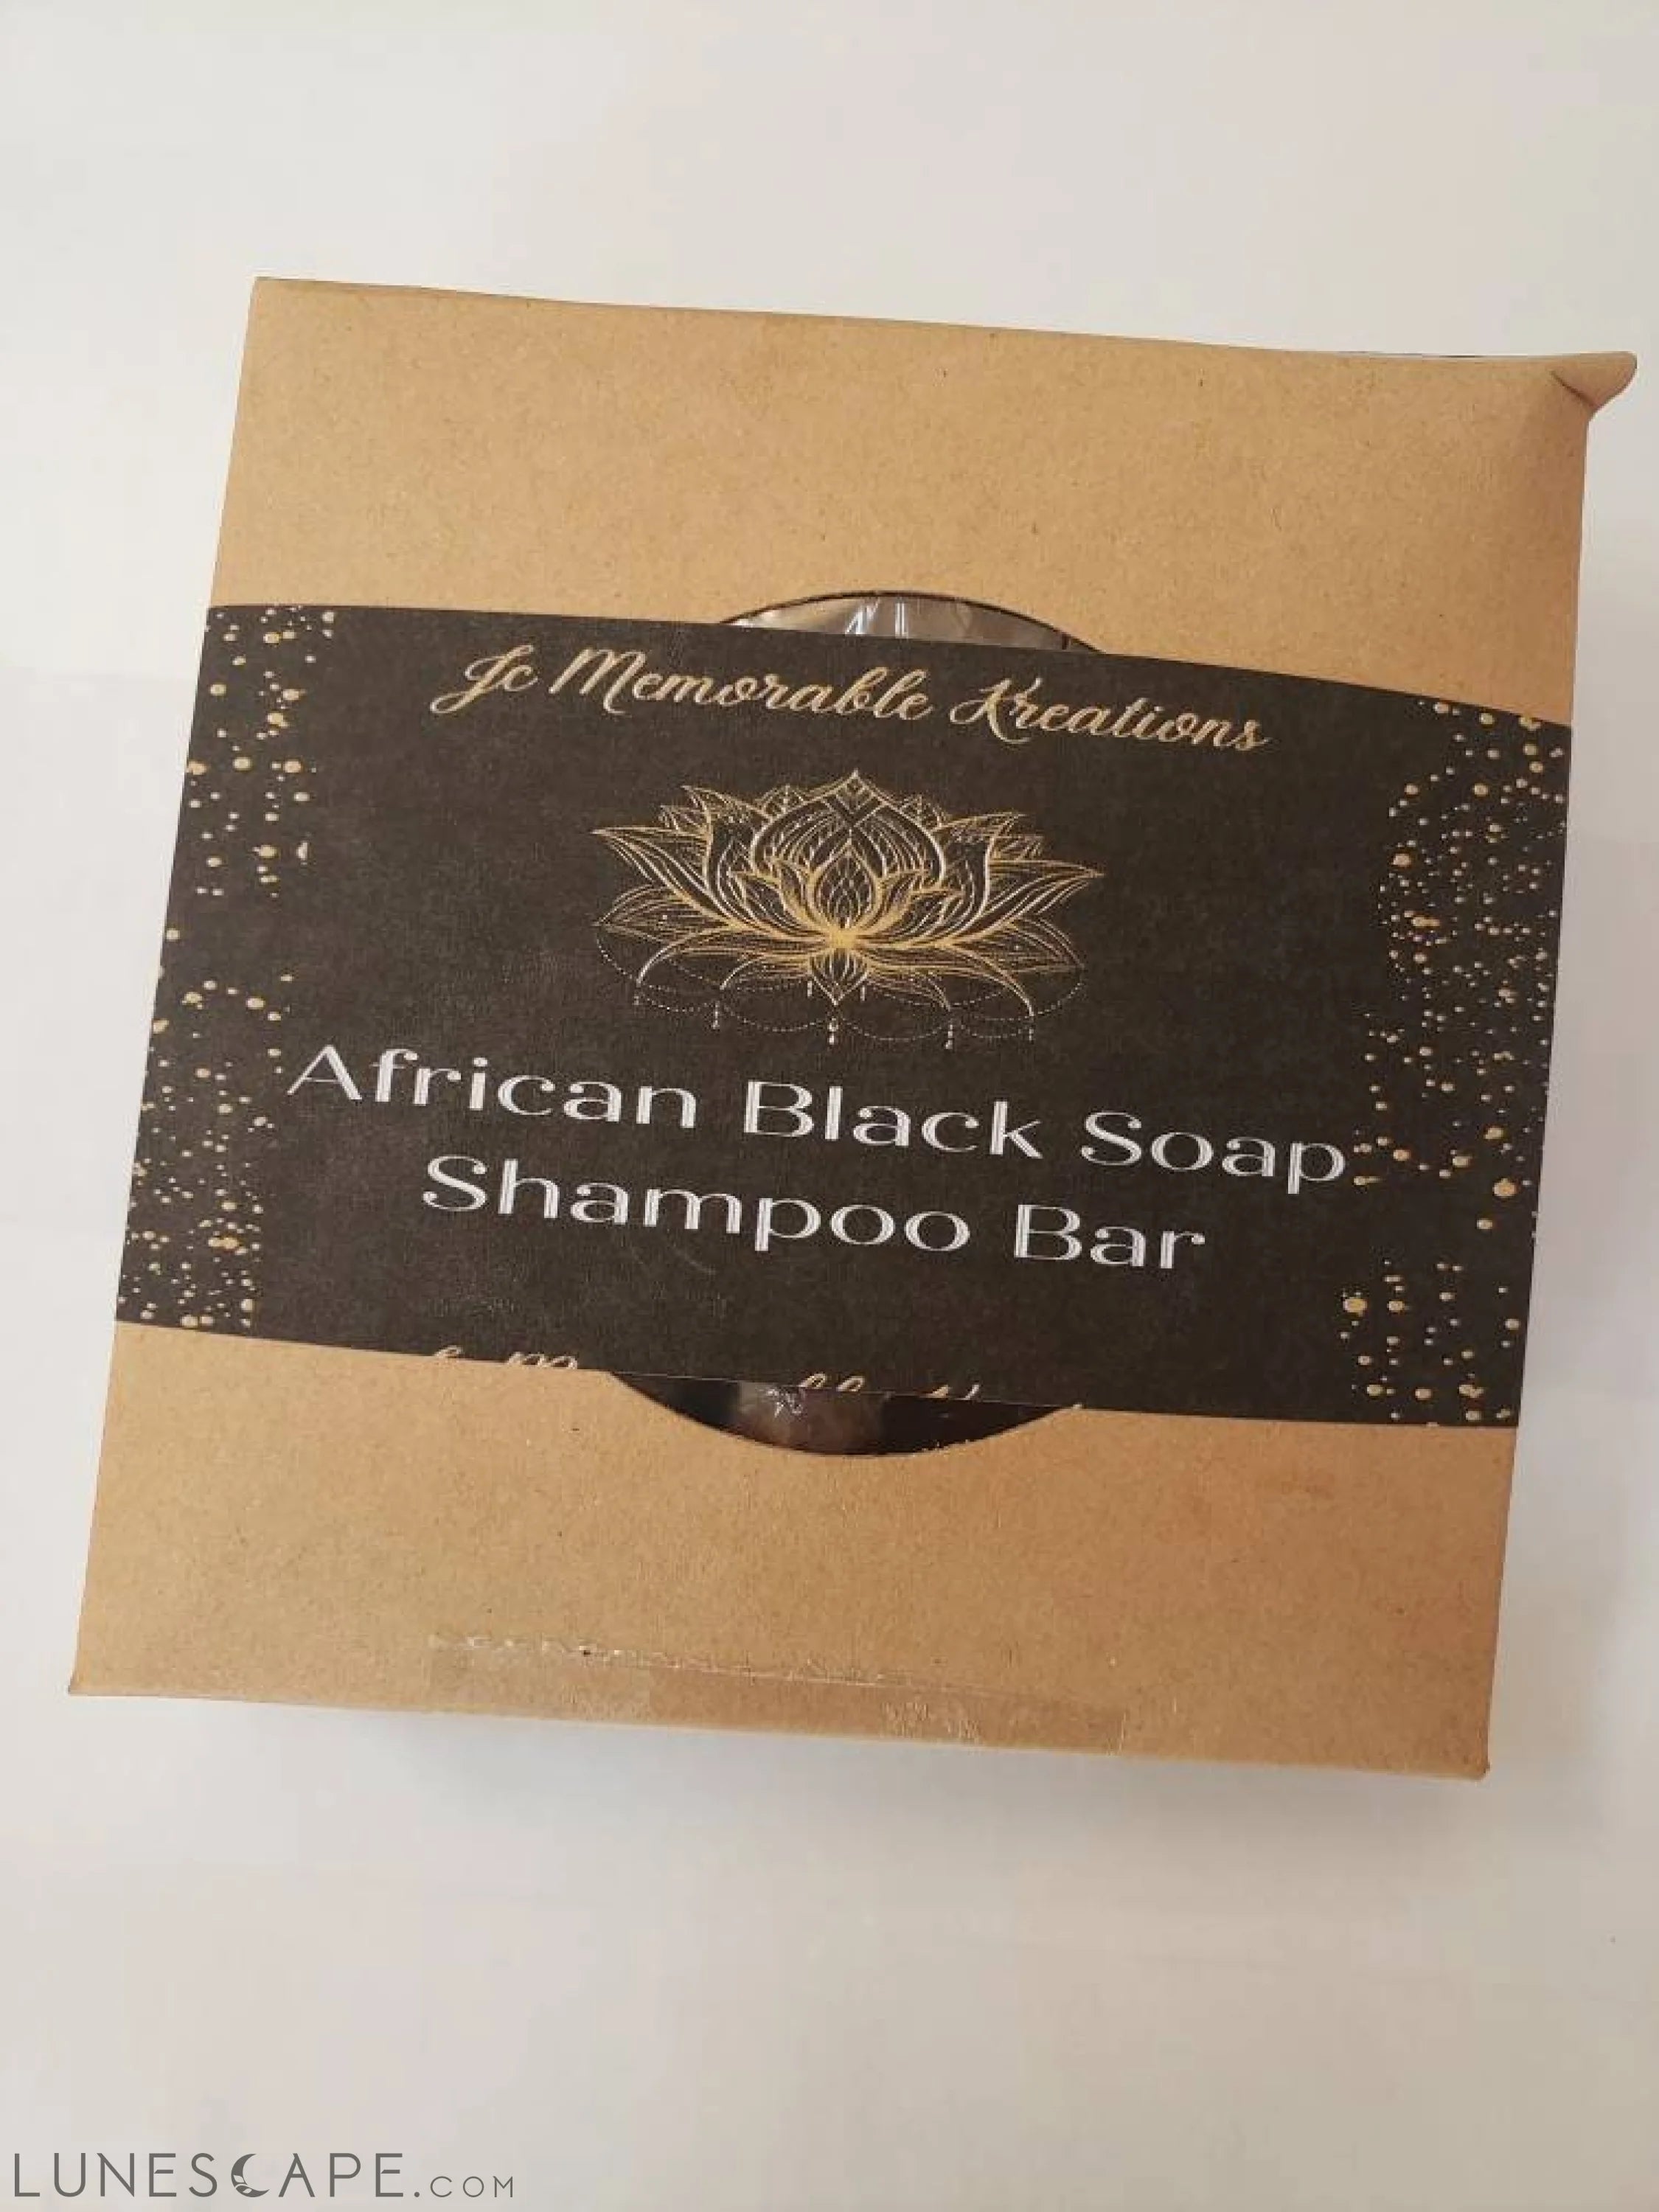 Jc Memorable Kreations
African Black Soap
Shampoo Bar
LUNESCAPE.COM